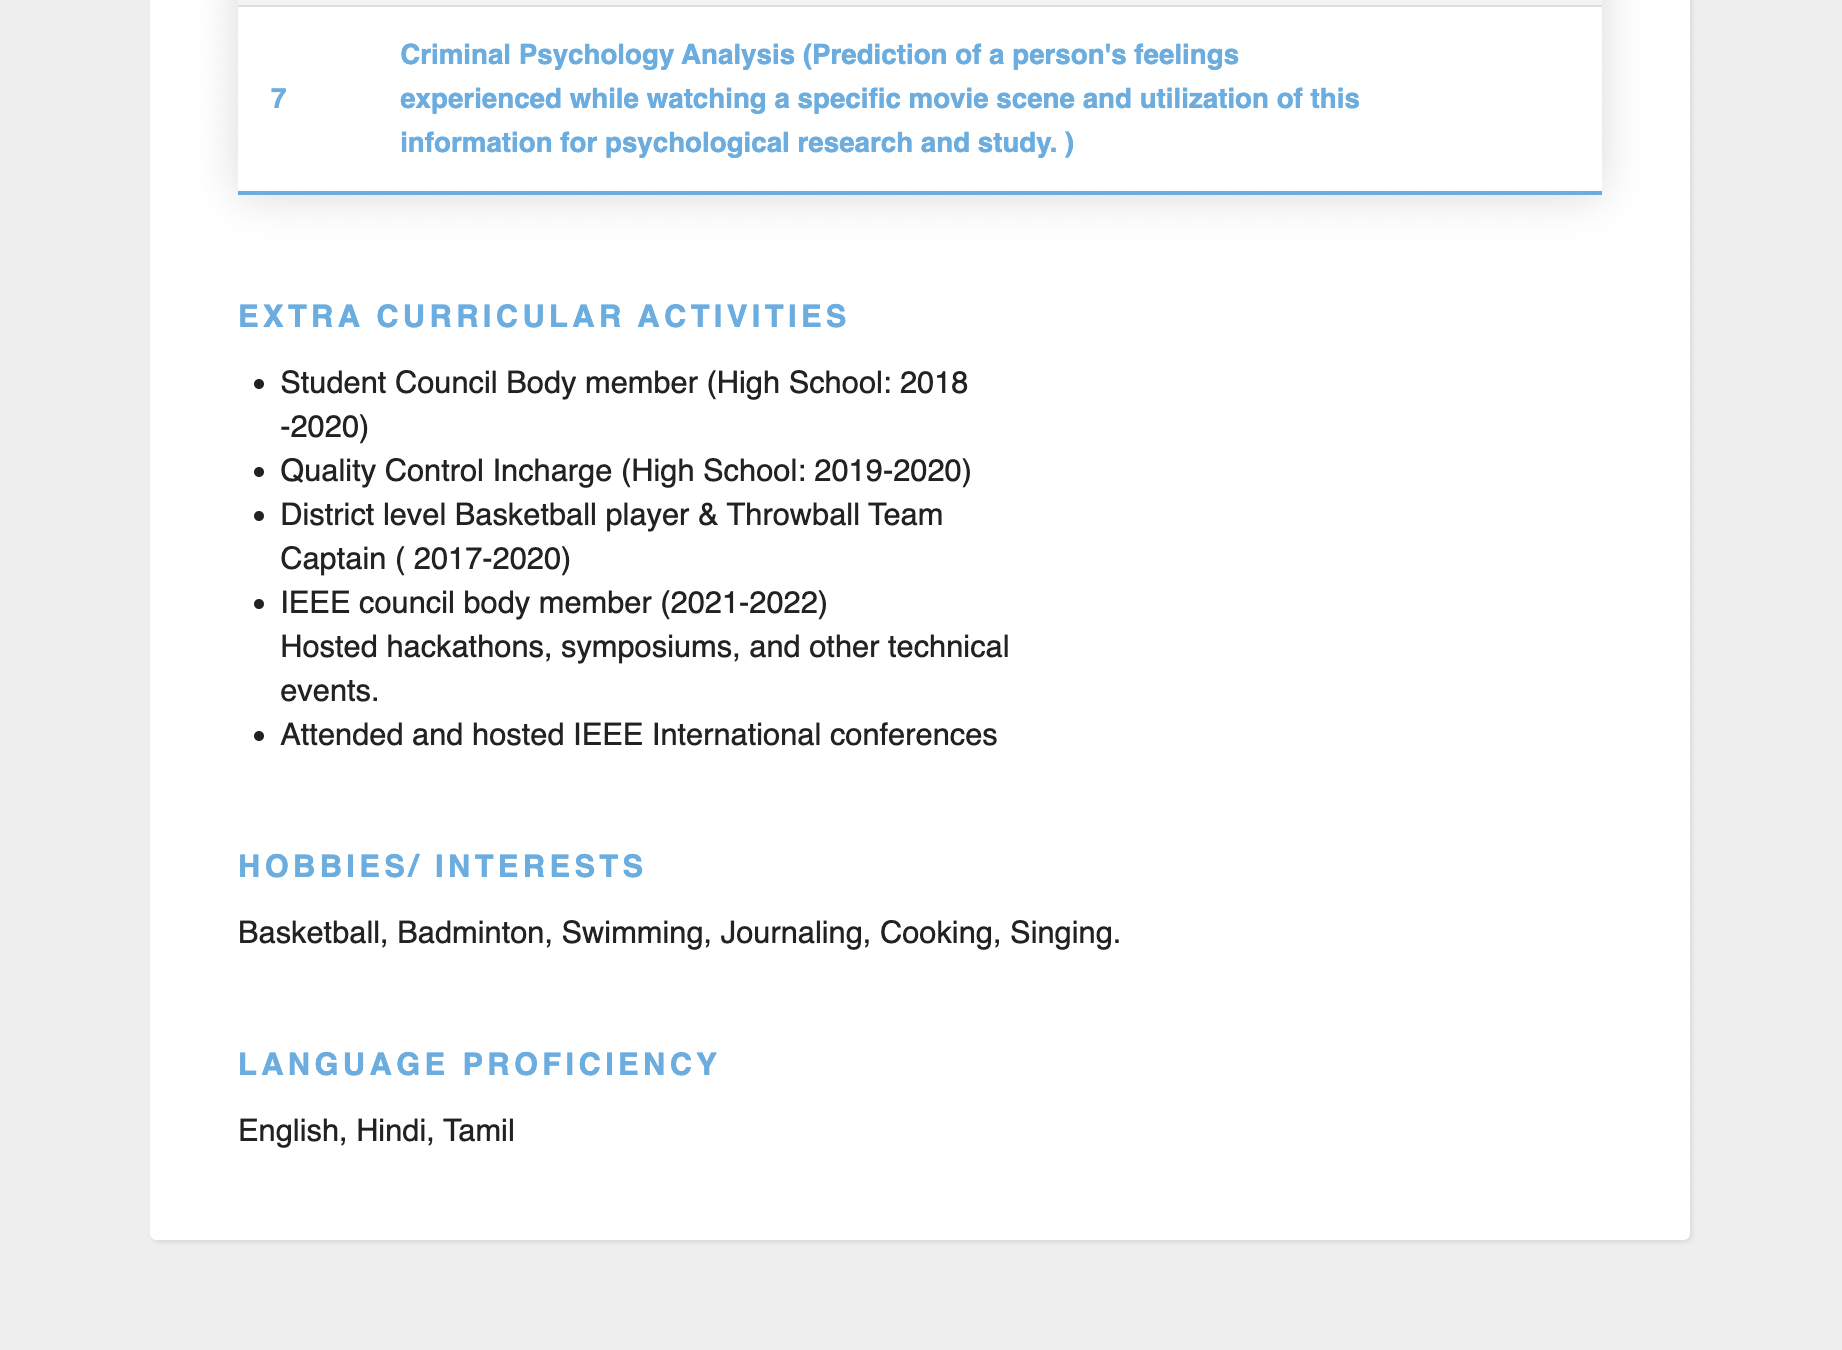 Criminal Psychology Analysis (Prediction of a person's feelings
7 experienced while watching a specific movie scene and utilization of this
information for psychological research and study. )
EXTRA CURRICULAR ACTIVITIES
• Student Council Body member (High School: 2018
-2020)
• Quality Control Incharge (High School: 2019-2020)
• District level Basketball player & Throwball Team
Captain ( 2017-2020)
• IEEE council body member (2021-2022)
Hosted hackathons, symposiums, and other technical
events.
• Attended and hosted IEEE International conferences
HOBBIES/ INTERESTS
Basketball, Badminton, Swimming, Journaling, Cooking, Singing.
LANGUAGE PROFICIENCY
English, Hindi, Tamil